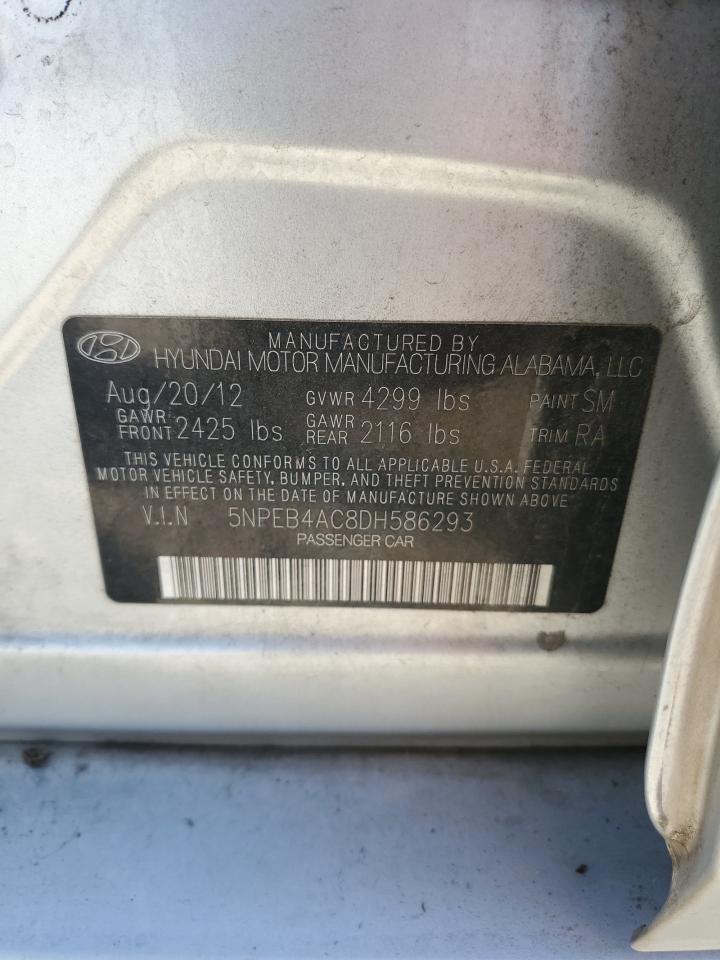 MANUFACTURED BY
HYUNDAI MOTOR MANUFACTURING ALABAMA, LLC
Aug/20/12 GVWR 4299 lbs PAINT SM
GAWR FRONT 2425 lbs GAWR REAR 2116 lbs TRIM RA
THIS VEHICLE CONFORMS TO ALL APPLICABLE U.S.A. FEDERAL
MOTOR VEHICLE SAFETY, BUMPER, AND THEFT PREVENTION STANDARDS
IN EFFECT ON THE DATE OF MANUFACTURE SHOWN ABOVE
V.I.N 5NPEB4AC8DH586293
PASSENGER CAR